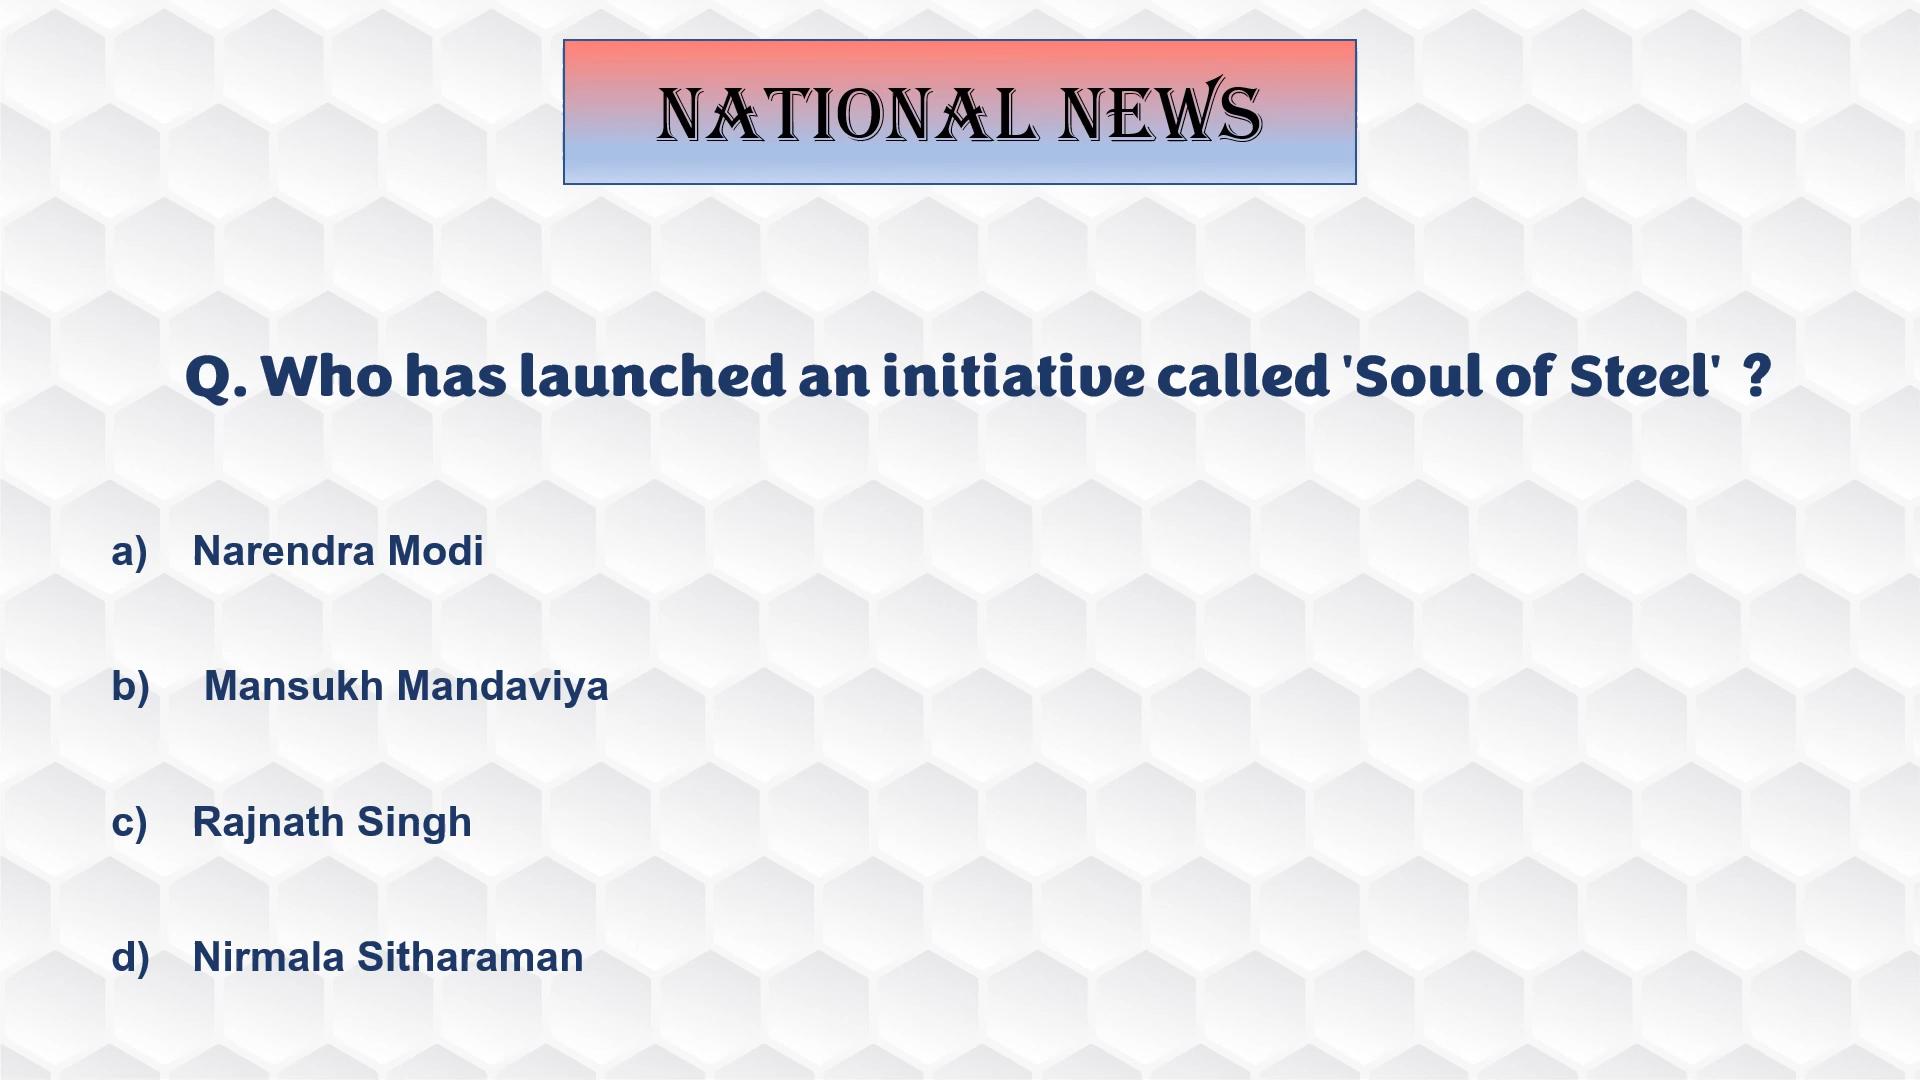 NATIONAL NEWS
Q. Who has launched an initiative called 'Soul of Steel' ?
a) Narendra Modi
b) Mansukh Mandaviya
c) Rajnath Singh
d) Nirmala Sitharaman